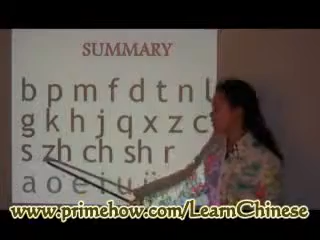 SUMMARY
b p m f d t n l
g k h j q x z c
s zh ch sh r
a o e i u ü
www.primehow.com/LearnChinese